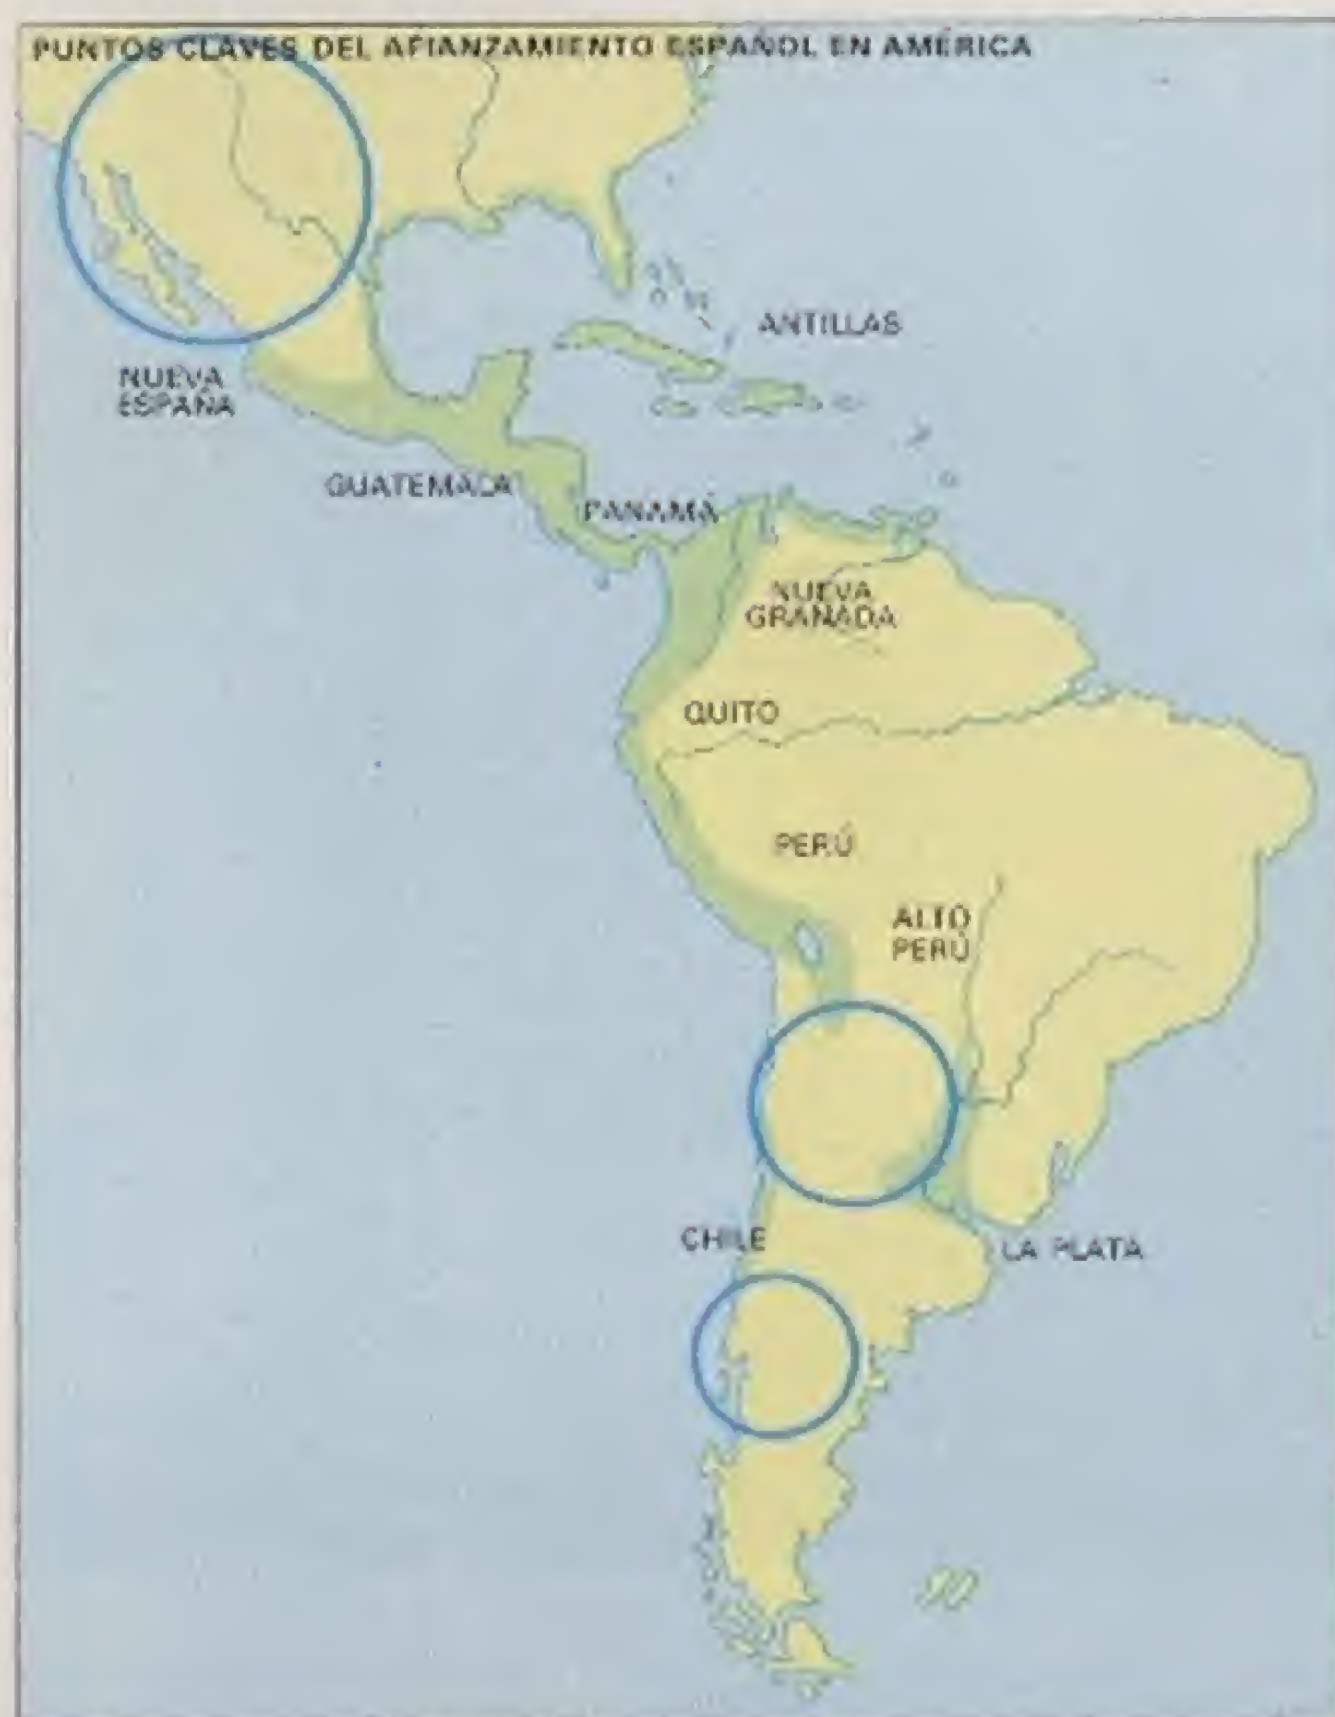 PUNTOS CLAVES DEL AFIANZAMIENTO ESPAÑOL EN AMÉRICA
ANTILLAS
NUEVA
ESPAÑA
GUATEMALA
PANAMÁ
NUEVA
GRANADA
QUITO
PERÚ
ALTO
PERÚ
CHILE
LA PLATA